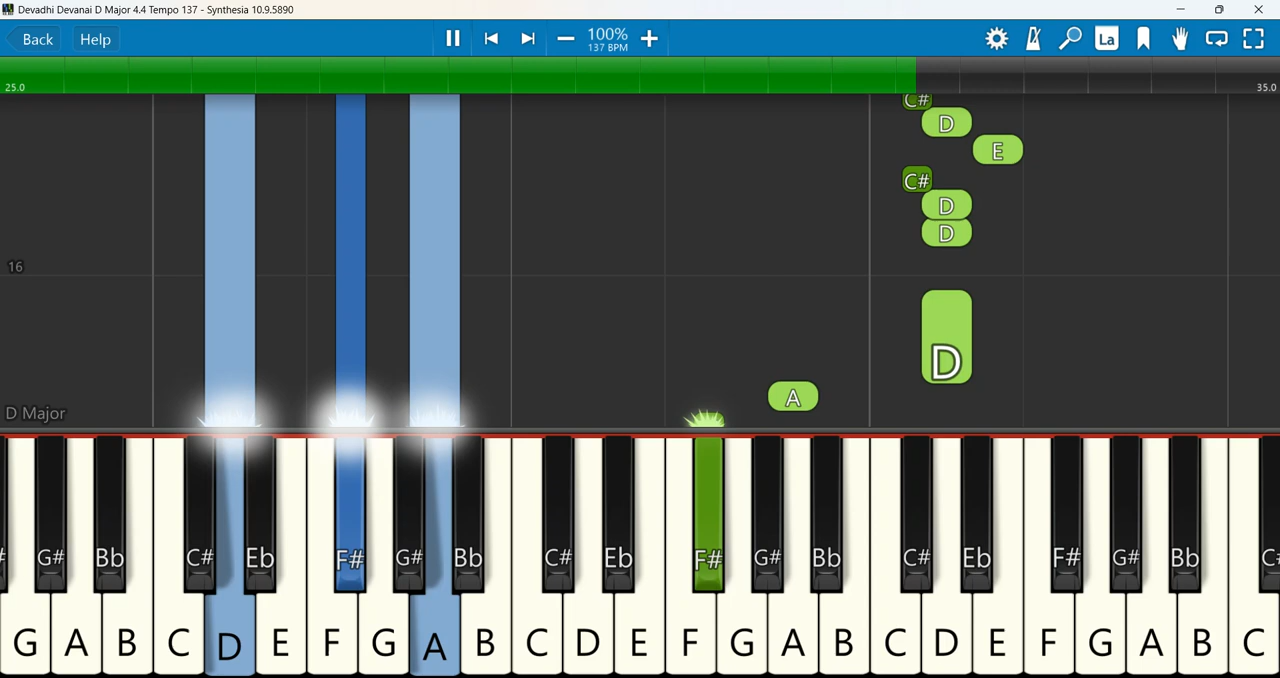 Devadhi Devanai D Major 4.4 Tempo 137 - Synthesia 10.9.5890
Back Help 100% La
137 BPM
25.0 35.0
C#
D
E
C#
D
D
16
D
A
D Major
G# Bb C# Eb F# G# Bb C# Eb F# G# Bb C# Eb F# G# Bb
G A B C D E F G A B C D E F G A B C D E F G A B C